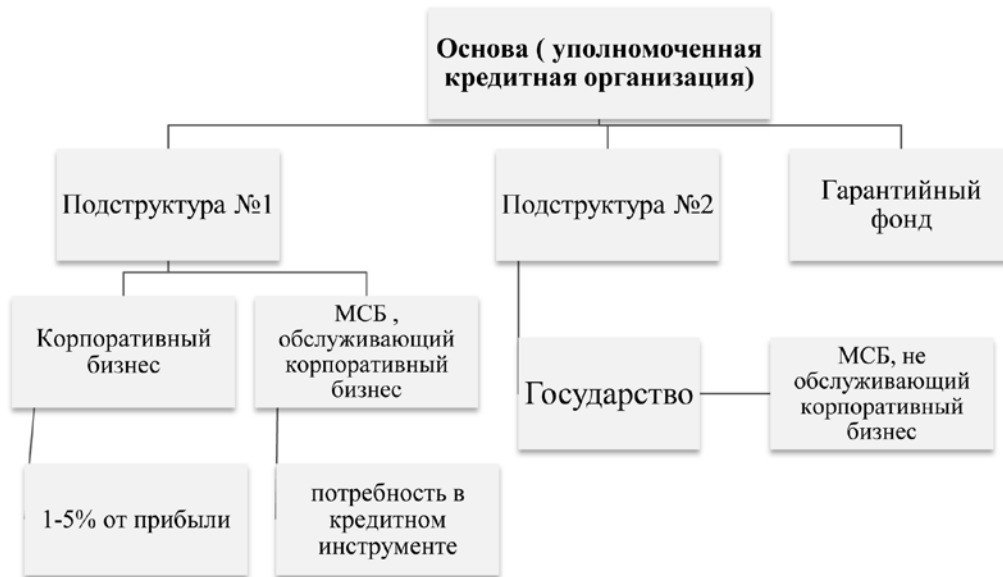 Основа ( уполномоченная
кредитная организация)
Подструктура №1
Подструктура №2
Гарантийный
фонд
Корпоративный
бизнес
МСБ ,
обслуживающий
корпоративный
бизнес
Государство
МСБ, не
обслуживающий
корпоративный
бизнес
1-5% от прибыли
потребность в
кредитном
инструменте